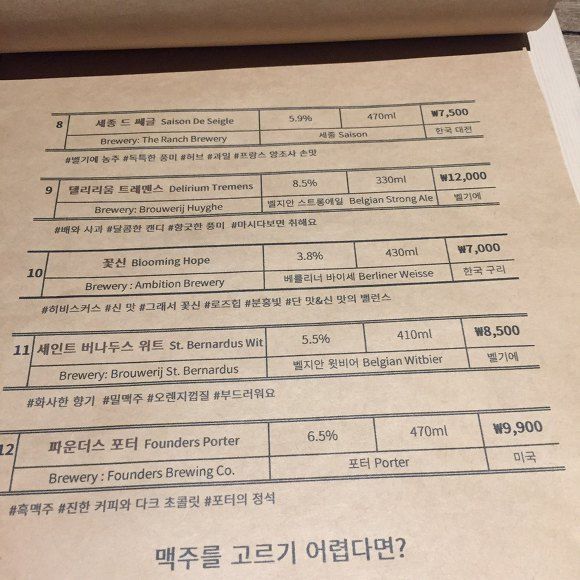 8 세종 드 쎄글 Saison De Seigle 5.9% 470ml ₩7,500
Brewery: The Ranch Brewery 세종 Saison 한국 대전
#벨기에 농주 #독특한 풍미 #허브 #과일 #프랑스 양조사 손맛
9 델리리움 트레멘스 Delirium Tremens 8.5% 330ml ₩12,000
Brewery: Brouwerij Huyghe 벨지안 스트롱에일 Belgian Strong Ale 벨기에
#배와 사과 #달콤한 캔디 #향긋한 풍미 #마시다보면 취해요
10 꽃신 Blooming Hope 3.8% 430ml ₩7,000
Brewery : Ambition Brewery 베를리너 바이세 Berliner Weisse 한국 구리
#히비스커스 #신 맛 #그래서 꽃신 #로즈힙 #분홍빛 #단 맛&신 맛의 밸런스
11 세인트 버나두스 위트 St. Bernardus Wit 5.5% 410ml ₩8,500
Brewery: Brouwerij St. Bernardus 벨지안 윗비어 Belgian Witbier 벨기에
#화사한 향기 #밀맥주 #오렌지껍질 #부드러워요
12 파운더스 포터 Founders Porter 6.5% 470ml ₩9,900
Brewery : Founders Brewing Co. 포터 Porter 미국
#흑맥주 #진한 커피와 다크 초콜릿 #포터의 정석
맥주를 고르기 어렵다면?